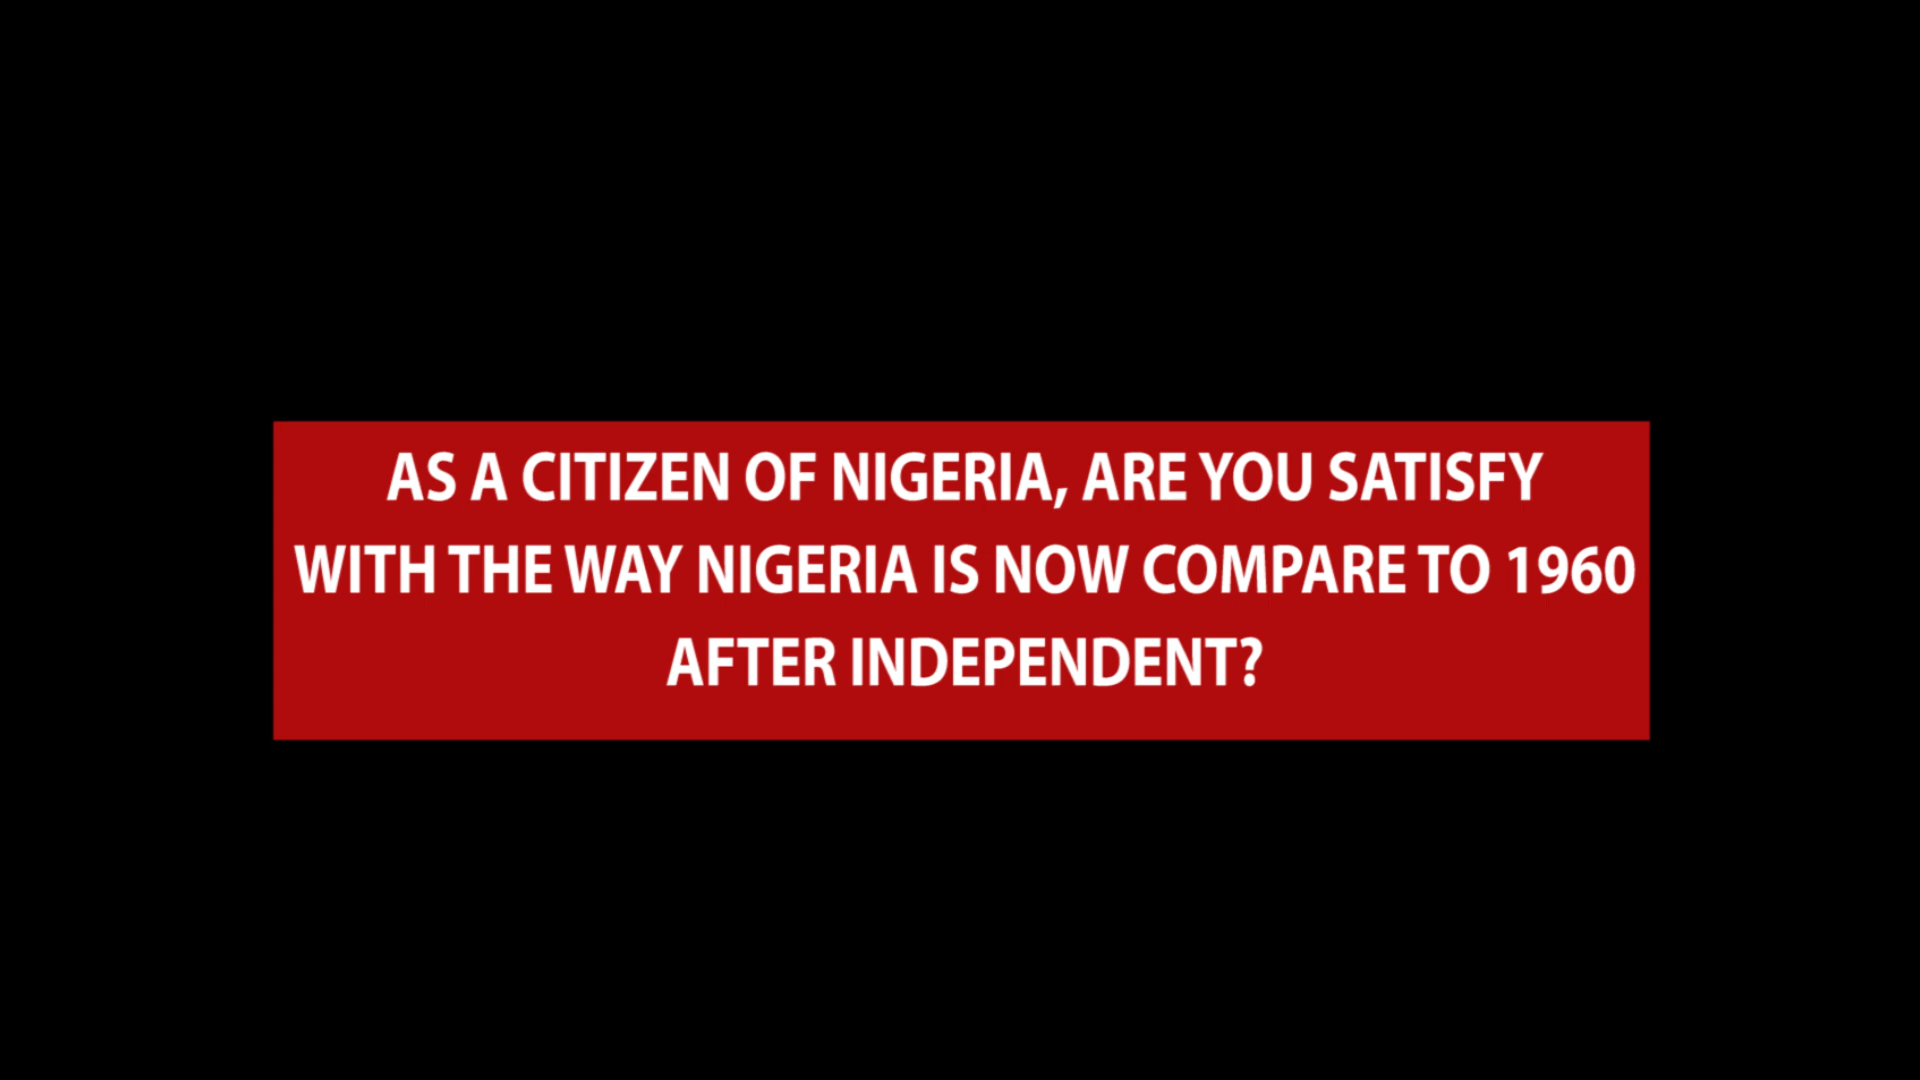 AS A CITIZEN OF NIGERIA, ARE YOU SATISFY
WITH THE WAY NIGERIA IS NOW COMPARE TO 1960
AFTER INDEPENDENT?